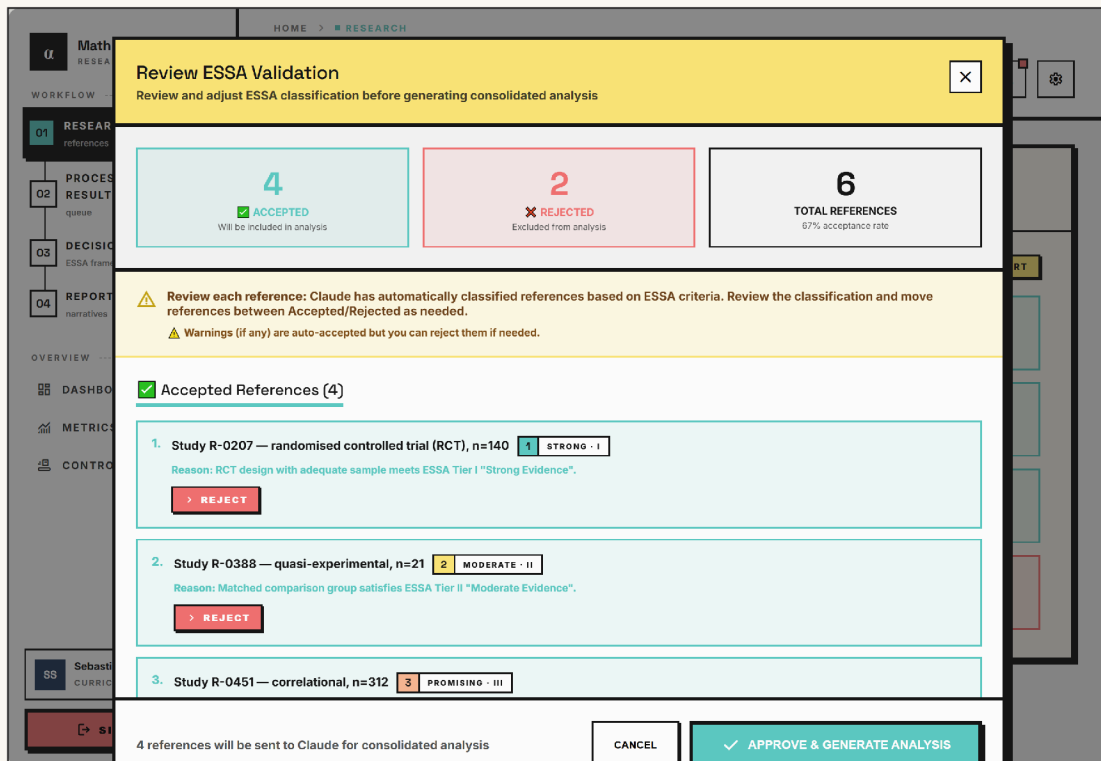 HOME > RESEARCH
α
Math
RESEA
WORKFLOW
01
RESEAR
references
02
PROCES
RESULT
queue
03
DECISIO
ESSA frame
04
REPORT
narratives
OVERVIEW
DASHBO
METRICS
CONTRO
SS
Sebasti
CURRIC
SI
RT
Review ESSA Validation
Review and adjust ESSA classification before generating consolidated analysis
4
✅ ACCEPTED
Will be included in analysis
2
❌ REJECTED
Excluded from analysis
6
TOTAL REFERENCES
67% acceptance rate
Review each reference: Claude has automatically classified references based on ESSA criteria. Review the classification and move
references between Accepted/Rejected as needed.
⚠️ Warnings (if any) are auto-accepted but you can reject them if needed.
✅ Accepted References (4)
1. Study R-0207 — randomised controlled trial (RCT), n=140 1 STRONG · I
Reason: RCT design with adequate sample meets ESSA Tier I "Strong Evidence".
> REJECT
2. Study R-0388 — quasi-experimental, n=21 2 MODERATE · II
Reason: Matched comparison group satisfies ESSA Tier II "Moderate Evidence".
> REJECT
3. Study R-0451 — correlational, n=312 3 PROMISING · III
4 references will be sent to Claude for consolidated analysis
CANCEL
APPROVE & GENERATE ANALYSIS